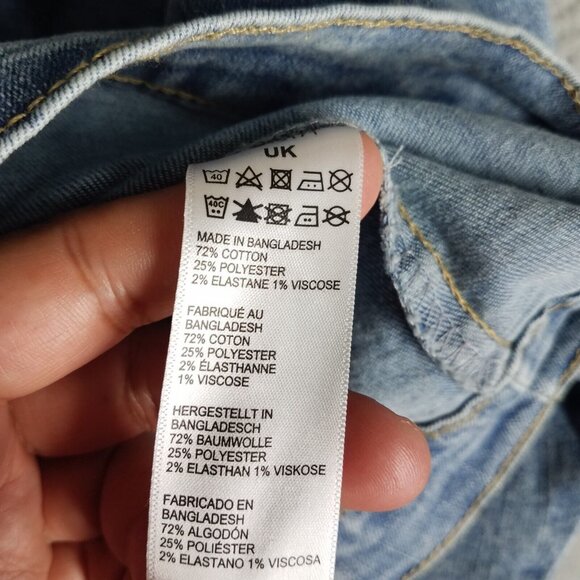 UK
40
40C
MADE IN BANGLADESH
72% COTTON
25% POLYESTER
2% ELASTANE 1% VISCOSE
FABRIQUÉ AU
BANGLADESH
72% COTON
25% POLYESTER
2% ÉLASTHANNE
1% VISCOSE
HERGESTELLT IN
BANGLADESCH
72% BAUMWOLLE
25% POLYESTER
2% ELASTHAN 1% VISKOSE
FABRICADO EN
BANGLADESH
72% ALGODÓN
25% POLIÉSTER
2% ELASTANO 1% VISCOSA